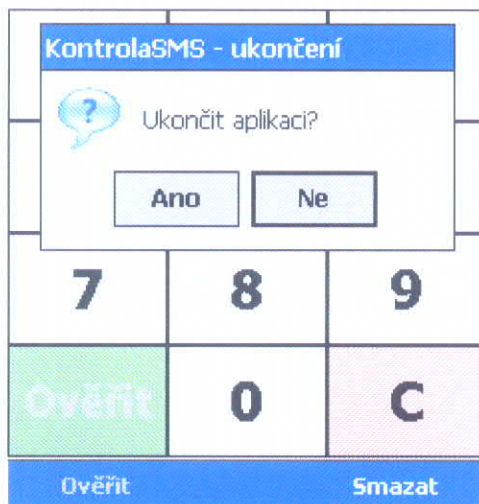 KontrolaSMS - ukončení
?
Ukončit aplikaci?
Ano Ne
7 8 9
Ověřit 0 C
Ověřit Smazat